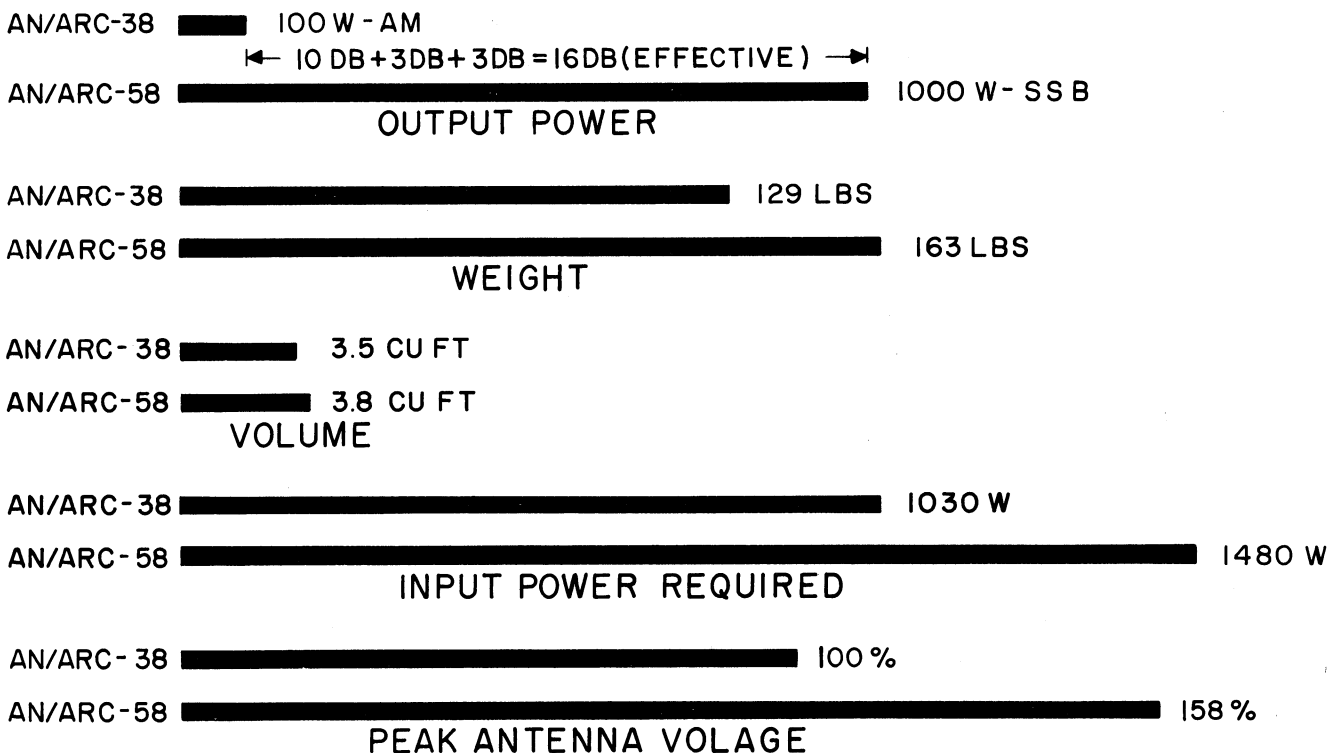 AN/ARC-38 100 W - AM
10 DB + 3DB + 3DB = 16DB (EFFECTIVE)
AN/ARC-58 1000 W - SSB
OUTPUT POWER
AN/ARC-38 129 LBS
AN/ARC-58 163 LBS
WEIGHT
AN/ARC-38 3.5 CU FT
AN/ARC-58 3.8 CU FT
VOLUME
AN/ARC-38 1030 W
AN/ARC-58 1480 W
INPUT POWER REQUIRED
AN/ARC-38 100 %
AN/ARC-58 158 %
PEAK ANTENNA VOLAGE